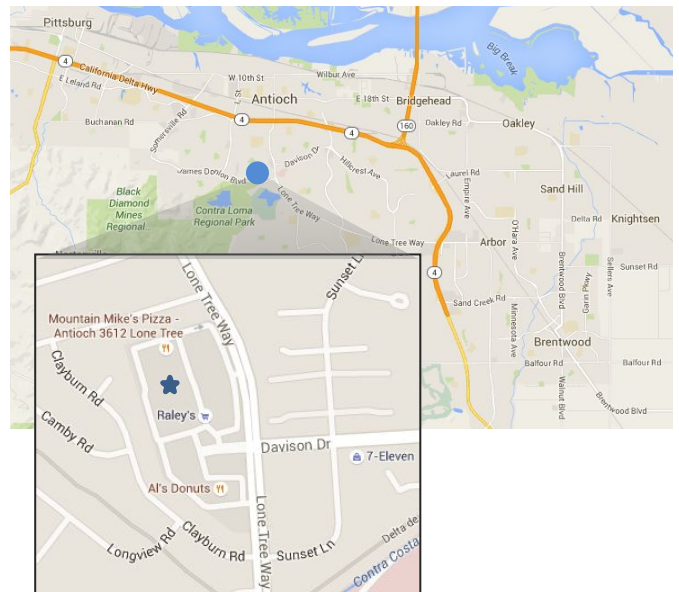 Pittsburg
4
California Delta Hwy
E Leland Rd
W 10th St
Wilbur Ave
Big Break
L St
Antioch
E 18th St
Bridgehead
Buchanan Rd
Somersville Rd
4
4
160
Oakley Rd
Oakley
Davison Dr
Hillcrest Ave
James Donlon Blvd
Laurel Rd
Empire Ave
Sand Hill
Black
Diamond
Mines
Regional...
Contra Loma
Regional Park
Lone Tree Way
Delta Rd
Knightsen
O'Hara Ave
Lone Tree Way
Arbor
Brentwood Blvd
Garin Pkwy
Sellers Ave
Sunset Rd
4
Sand Creek Rd
Minnesota Ave
Brentwood
Balfour Rd
Balfour Rd
Walnut Blvd
Brentwood Blvd
Lone Tree Way
Sunset Ln
Mountain Mike's Pizza -
Antioch 3612 Lone Tree
Clayburn Rd
Raley's
Camby Rd
Davison Dr
7-Eleven
Al's Donuts
Longview Rd
Clayburn Rd
Lone Tree Way
Sunset Ln
Delta de
Contra Costa